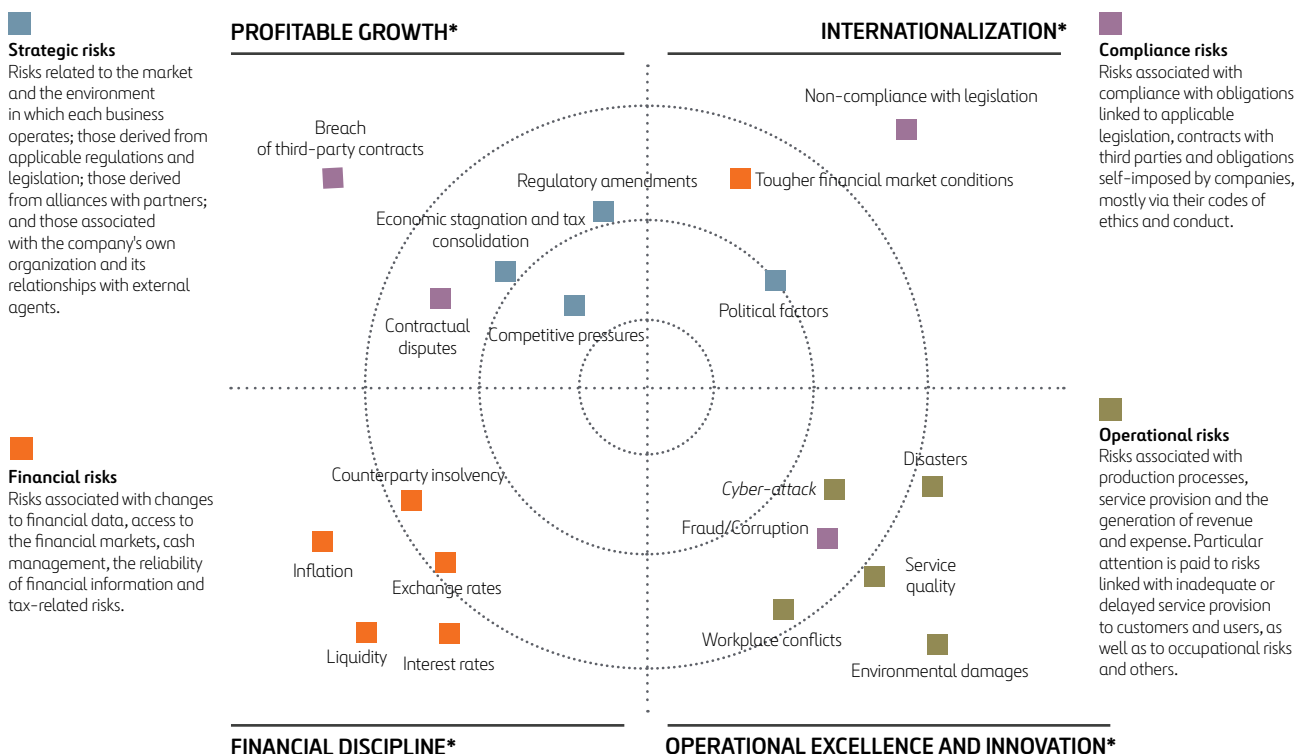 PROFITABLE GROWTH*
INTERNATIONALIZATION*
Strategic risks
Risks related to the market
and the environment
in which each business
operates; those derived from
applicable regulations and
legislation; those derived
from alliances with partners;
and those associated
with the company's own
organization and its
relationships with external
agents.
Financial risks
Risks associated with changes
to financial data, access to
the financial markets, cash
management, the reliability
of financial information and
tax-related risks.
Breach
of third-party contracts
Regulatory amendments
Economic stagnation and tax
consolidation
Contractual
disputes
Competitive pressures
Non-compliance with legislation
Tougher financial market conditions
Political factors
Counterparty insolvency
Inflation
Exchange rates
Liquidity
Interest rates
Disasters
Cyber-attack
Fraud/Corruption
Service
quality
Workplace conflicts
Environmental damages
Compliance risks
Risks associated with
compliance with obligations
linked to applicable
legislation, contracts with
third parties and obligations
self-imposed by companies,
mostly via their codes of
ethics and conduct.
Operational risks
Risks associated with
production processes,
service provision and the
generation of revenue
and expense. Particular
attention is paid to risks
linked with inadequate or
delayed service provision
to customers and users, as
well as to occupational risks
and others.
FINANCIAL DISCIPLINE*
OPERATIONAL EXCELLENCE AND INNOVATION*